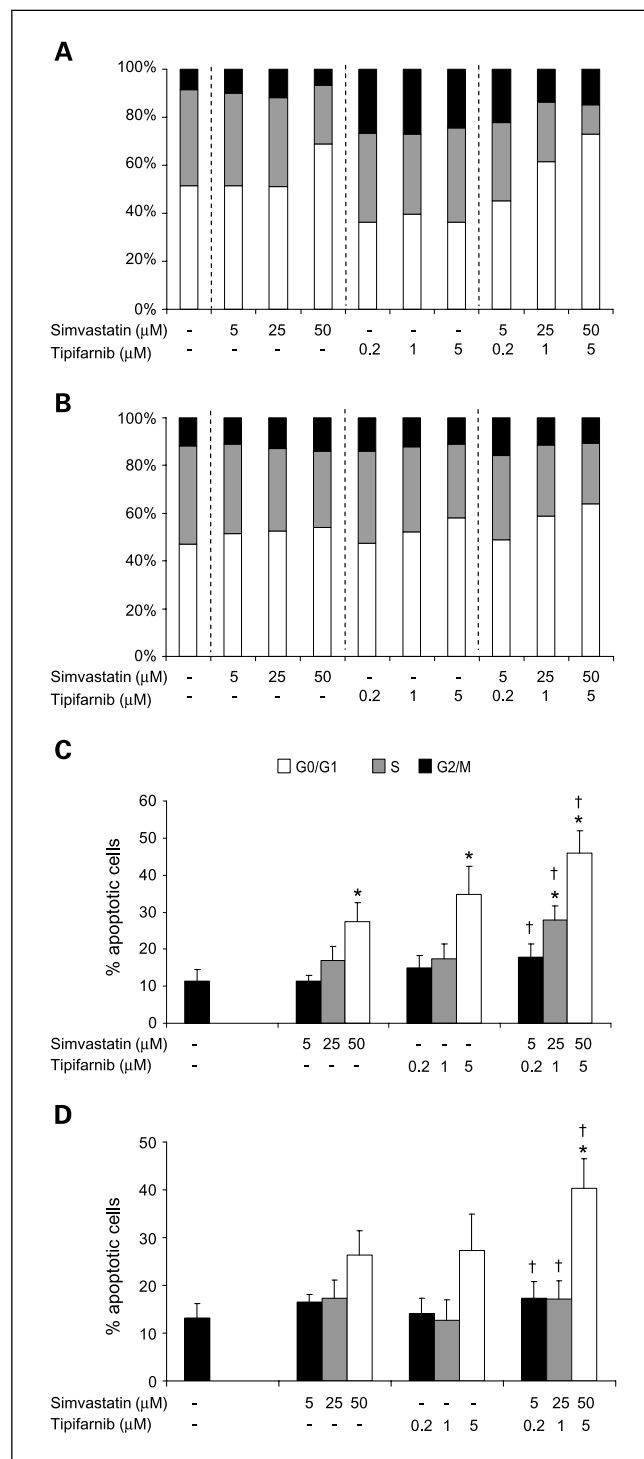 A
100%
80%
60%
40%
20%
0%
Simvastatin (μM) - 5 25 50 - - - 5 25 50
Tipifarnib (μM) - - - - 0.2 1 5 0.2 1 5
B
100%
80%
60%
40%
20%
0%
Simvastatin (μM) - 5 25 50 - - - 5 25 50
Tipifarnib (μM) - - - - 0.2 1 5 0.2 1 5
C
G0/G1 S G2/M
% apoptotic cells
60
50
40
30
20
10
0
* * † † * † *
Simvastatin (μM) - 5 25 50 - - - 5 25 50
Tipifarnib (μM) - - - - 0.2 1 5 0.2 1 5
D
% apoptotic cells
50
40
30
20
10
0
† † † *
Simvastatin (μM) - 5 25 50 - - - 5 25 50
Tipifarnib (μM) - - - - 0.2 1 5 0.2 1 5